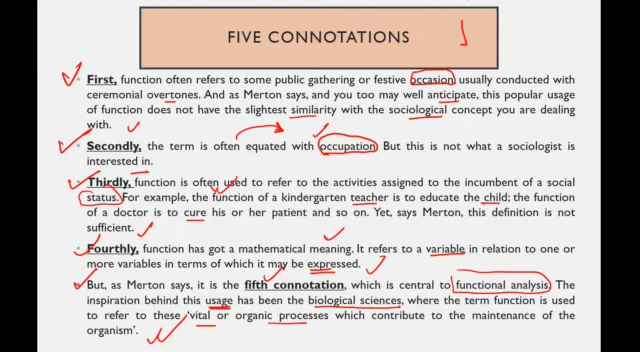 FIVE CONNOTATIONS
• First, function often refers to some public gathering or festive occasion usually conducted with
ceremonial overtones. And as Merton says, and you too may well anticipate, this popular usage
of function does not have the slightest similarity with the sociological concept you are dealing
with.
• Secondly, the term is often equated with occupation. But this is not what a sociologist is
interested in.
• Thirdly, function is often used to refer to the activities assigned to the incumbent of a social
status. For example, the function of a kindergarten teacher is to educate the child; the function
of a doctor is to cure his or her patient and so on. Yet, says Merton, this definition is not
sufficient.
• Fourthly, function has got a mathematical meaning. It refers to a variable in relation to one or
more variables in terms of which it may be expressed.
• But, as Merton says, it is the fifth connotation, which is central to functional analysis. The
inspiration behind this usage has been the biological sciences, where the term function is used
to refer to these ‘vital or organic processes which contribute to the maintenance of the
organism’.